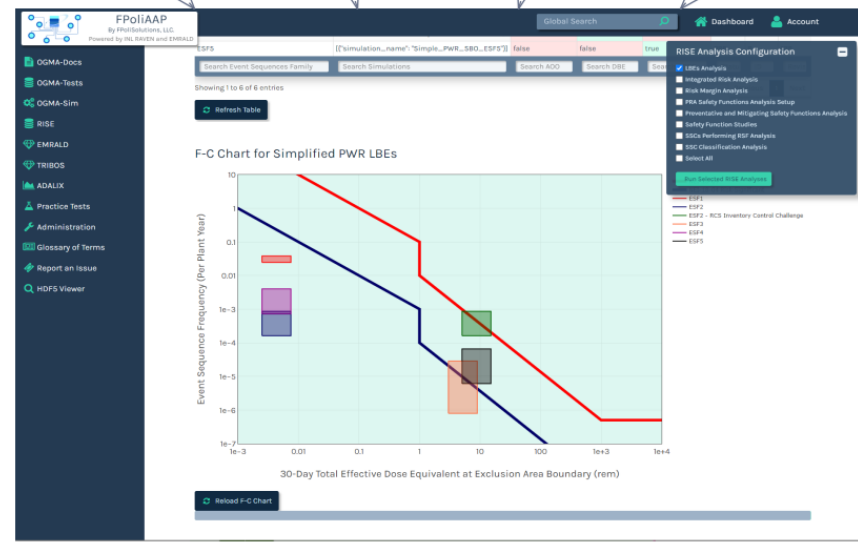 FPoliAAP
By FPoliSolutions, LLC.
Powered by INL RAVEN and EMRALD
Global Search
Dashboard
Account
OGMA-Docs
OGMA-Tests
OGMA-Sim
RISE
EMRALD
TRIBOS
ADALIX
Practice Tests
Administration
Glossary of Terms
Report an Issue
HDF5 Viewer
ESF5 [{"simulation_name": "Simple_PWR_SBO_ESF5"}] false false true
Search Event Sequences Family Search Simulations Search AOO Search DBE
Showing 1 to 6 of 6 entries
Refresh Table
RISE Analysis Configuration
LBEs Analysis
Integrated Risk Analysis
Risk Margin Analysis
PRA Safety Functions Analysis Setup
Preventative and Mitigating Safety Functions Analysis
Safety Function Studies
SSCs Performing RSF Analysis
SSC Classification Analysis
Select All
Run Selected RISE Analyses
F-C Chart for Simplified PWR LBEs
ESF1
ESF2
ESF2 - RCS Inventory Control Challenge
ESF3
ESF4
ESF5
Event Sequence Frequency (Per Plant Year)
10
1
0.1
0.01
1e-3
1e-4
1e-5
1e-6
1e-7
1e-3 0.01 0.1 1 10 100 1e+3 1e+4
30-Day Total Effective Dose Equivalent at Exclusion Area Boundary (rem)
Reload F-C Chart